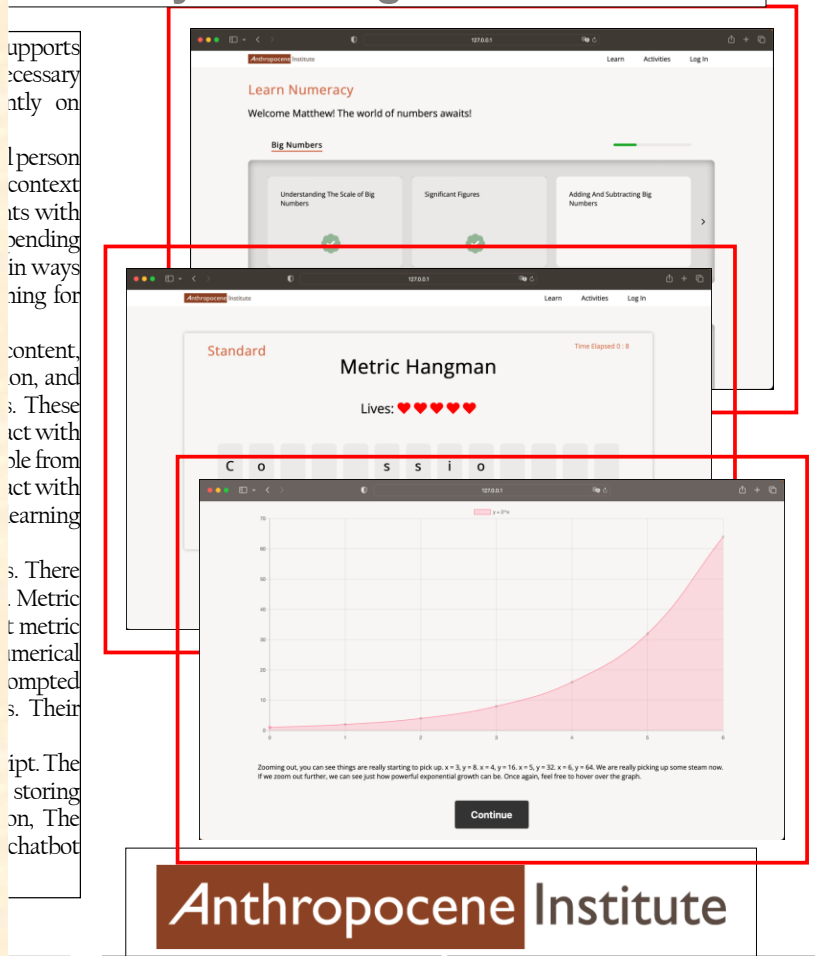 upports
ecessary
ntly on
person
context
nts with
pending
in ways
ning for
content,
ion, and
s. These
act with
ole from
act with
earning
s. There
. Metric
t metric
umerical
ompted
s. Their
ipt. The
storing
on, The
chatbot
127.0.0.1
Anthropocene Institute
Learn Activities Log In
Learn Numeracy
Welcome Matthew! The world of numbers awaits!
Big Numbers
Understanding The Scale of Big
Numbers
Significant Figures
Adding And Subtracting Big
Numbers
127.0.0.1
Anthropocene Institute
Learn Activities Log In
Standard
Time Elapsed 0 : 8
Metric Hangman
Lives:
C o s s i o
127.0.0.1
70
60
50
40
30
20
10
0
0 1 2 3 4 5 6
Zooming out, you can see things are really starting to pick up. x = 3, y = 8. x = 4, y = 16. x = 5, y = 32. x = 6, y = 64. We are really picking up some steam now.
If we zoom out further, we can see just how powerful exponential growth can be. Once again, feel free to hover over the graph.
Continue
Anthropocene Institute